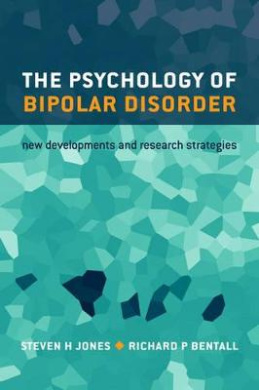 THE PSYCHOLOGY OF
BIPOLAR DISORDER
new developments and research strategies
STEVEN H JONES ◆ RICHARD P BENTALL